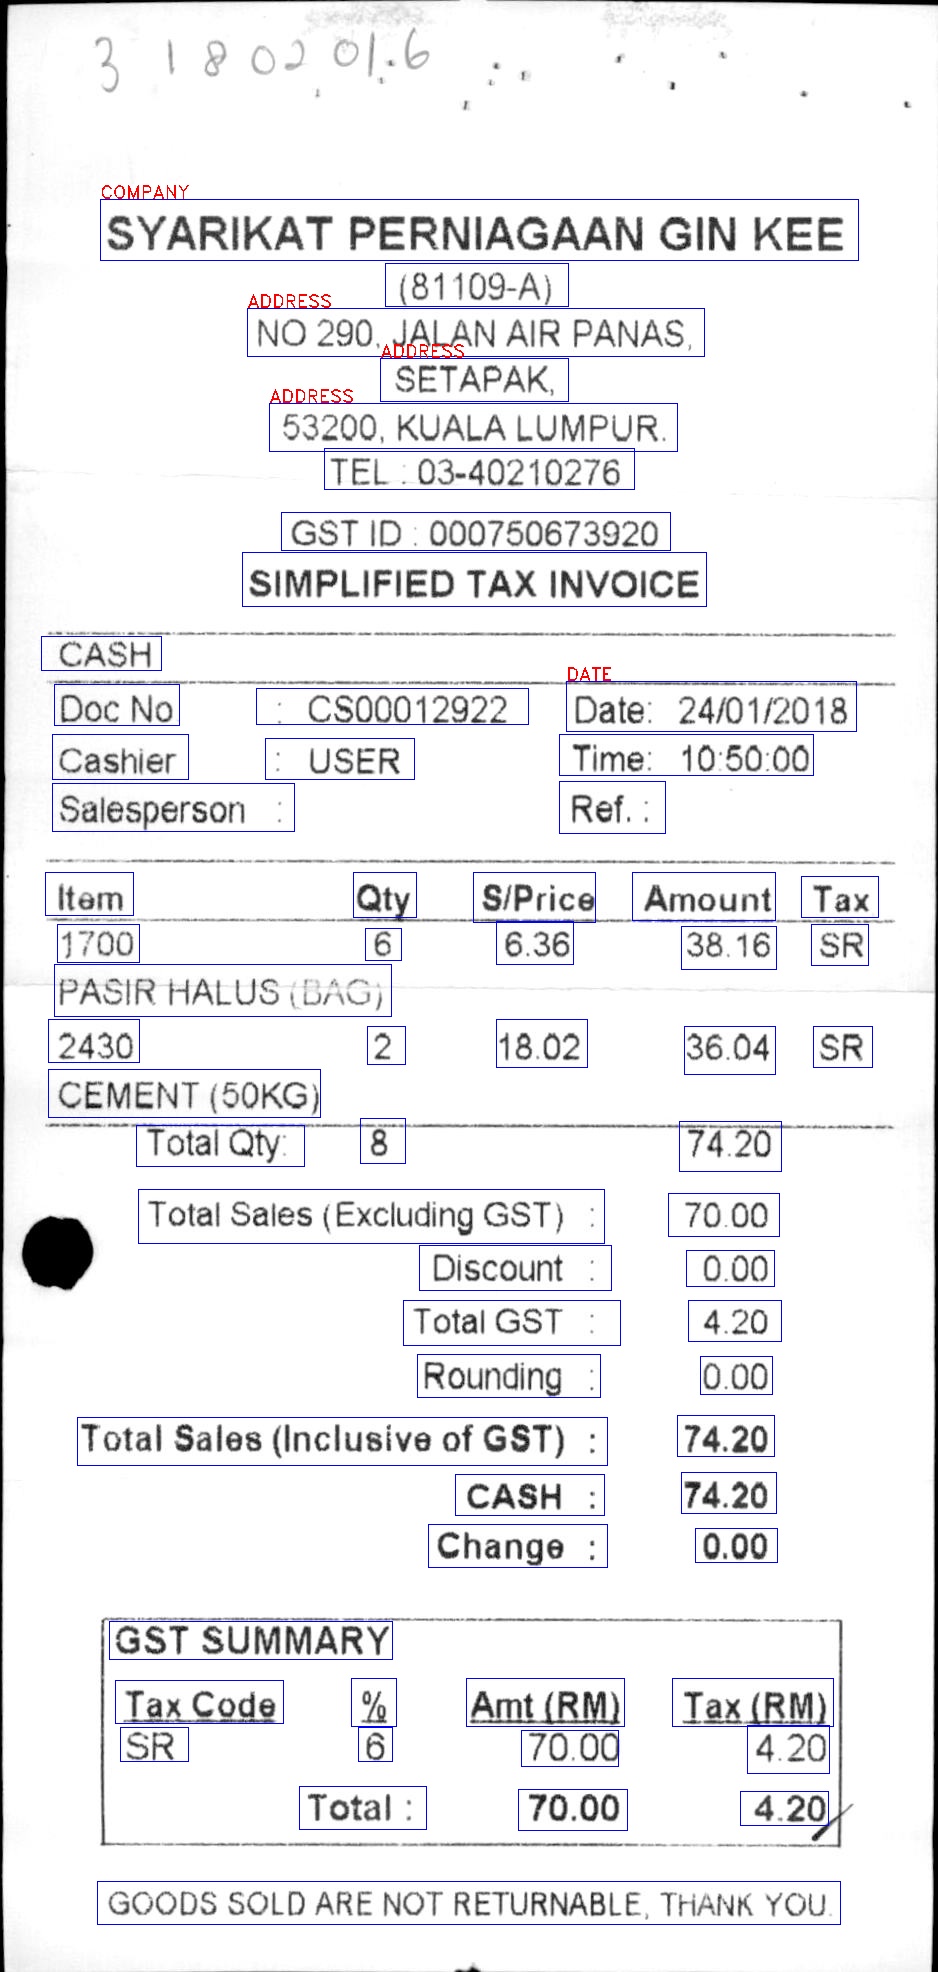 3 180201.6
COMPANY
SYARIKAT PERNIAGAAN GIN KEE
(81109-A)
ADDRESS
NO 290, JALAN AIR PANAS,
ADDRESS
SETAPAK,
ADDRESS
53200, KUALA LUMPUR.
TEL : 03-40210276
GST ID : 000750673920
SIMPLIFIED TAX INVOICE
CASH
DATE
Doc No : CS00012922 Date: 24/01/2018
Cashier : USER Time: 10:50:00
Salesperson : Ref. :
Item Qty S/Price Amount Tax
1700 6 6.36 38.16 SR
PASIR HALUS (BAG)
2430 2 18.02 36.04 SR
CEMENT (50KG)
Total Qty: 8 74.20
Total Sales (Excluding GST) : 70.00
Discount : 0.00
Total GST : 4.20
Rounding : 0.00
Total Sales (Inclusive of GST) : 74.20
CASH : 74.20
Change : 0.00
GST SUMMARY
Tax Code % Amt (RM) Tax (RM)
SR 6 70.00 4.20
Total : 70.00 4.20
GOODS SOLD ARE NOT RETURNABLE, THANK YOU.